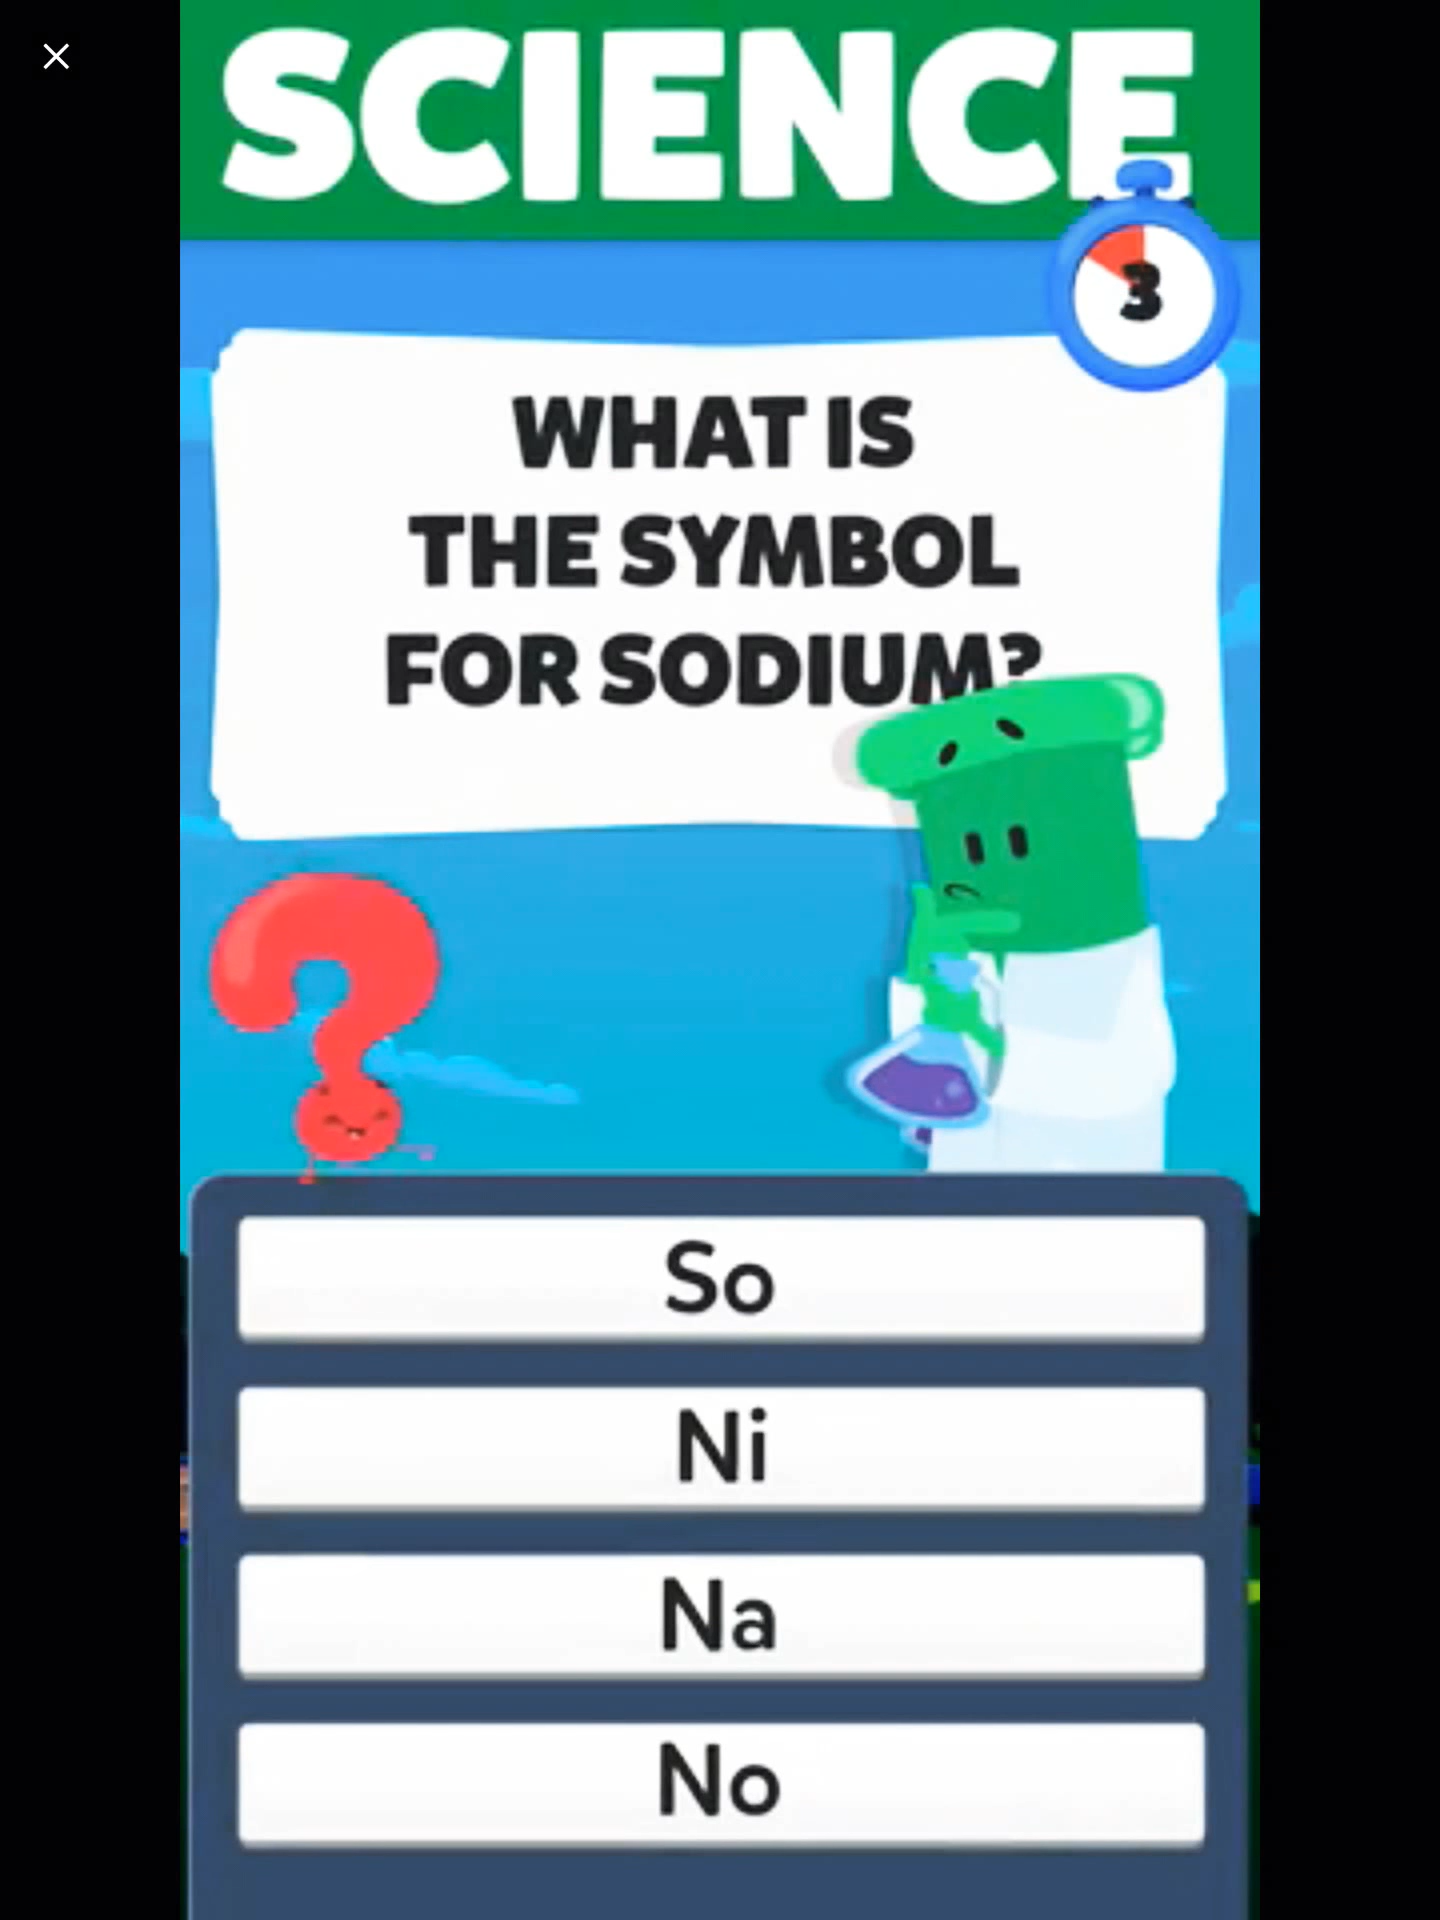 SCIENCE
3
WHAT IS
THE SYMBOL
FOR SODIUM?
So
Ni
Na
No